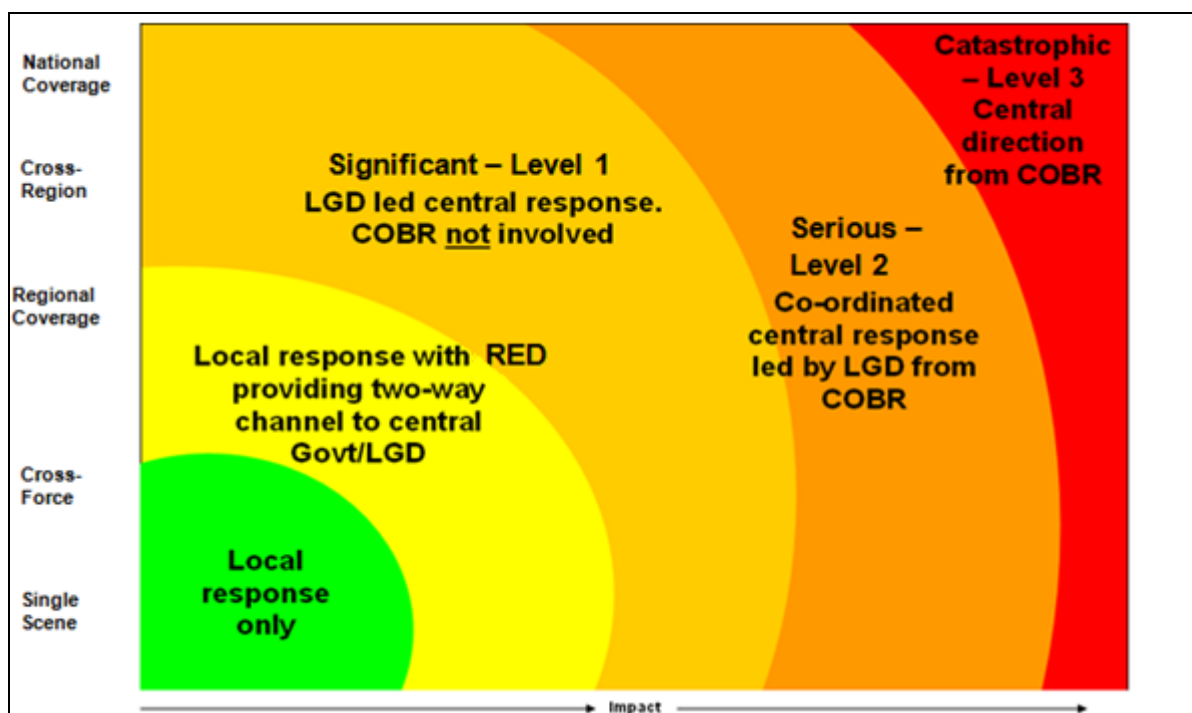 National
Coverage
Cross-
Region
Regional
Coverage
Cross-
Force
Single
Scene
Catastrophic
– Level 3
Central
direction
from COBR
Significant – Level 1
LGD led central response.
COBR not involved
Serious –
Level 2
Co-ordinated
central response
led by LGD from
COBR
Local response with RED
providing two-way
channel to central
Govt/LGD
Local
response
only
Impact